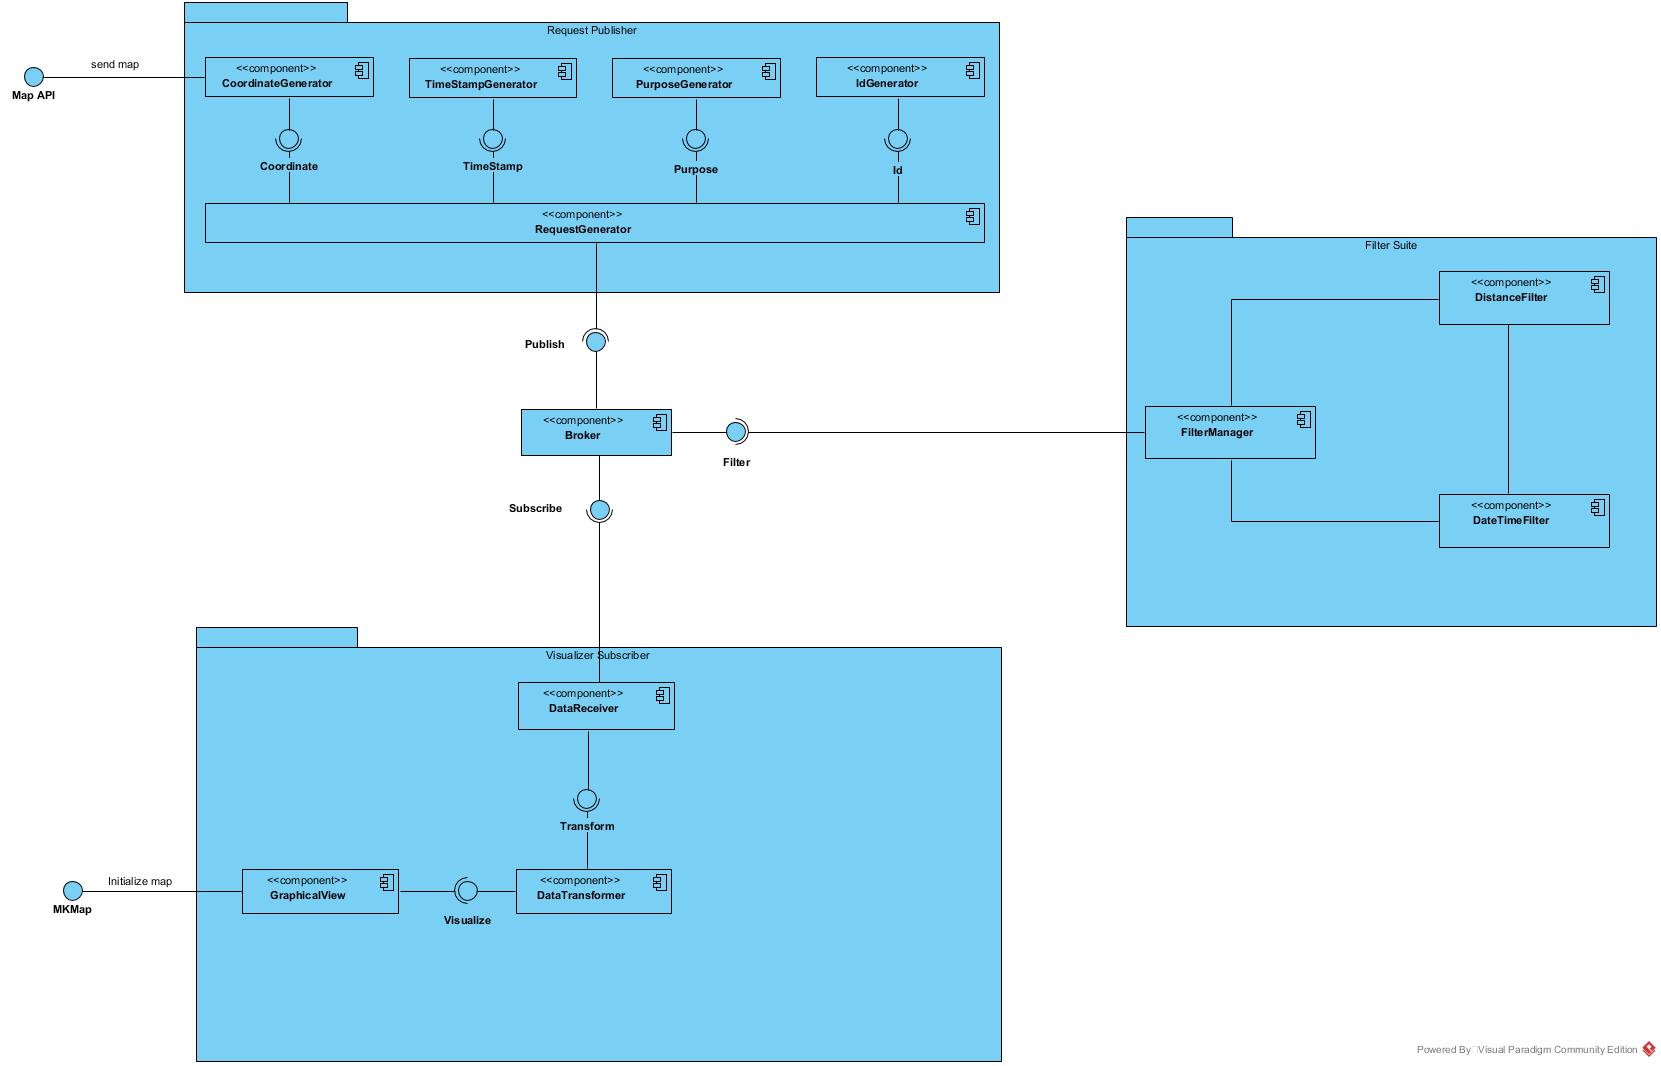 Request Publisher
send map
Map API
<<component>>
CoordinateGenerator
<<component>>
TimeStampGenerator
<<component>>
PurposeGenerator
<<component>>
IdGenerator
Coordinate
TimeStamp
Purpose
Id
<<component>>
RequestGenerator
Filter Suite
<<component>>
DistanceFilter
Publish
<<component>>
Broker
Filter
<<component>>
FilterManager
Subscribe
<<component>>
DateTimeFilter
Visualizer Subscriber
<<component>>
DataReceiver
Transform
Initialize map
MKMap
<<component>>
GraphicalView
Visualize
<<component>>
DataTransformer
Powered By Visual Paradigm Community Edition